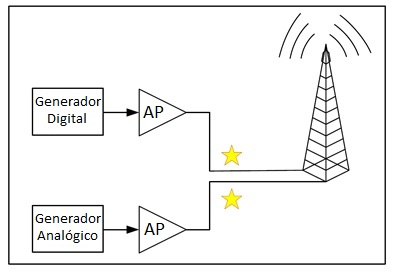 Generador
Digital
AP
Generador
Analógico
AP